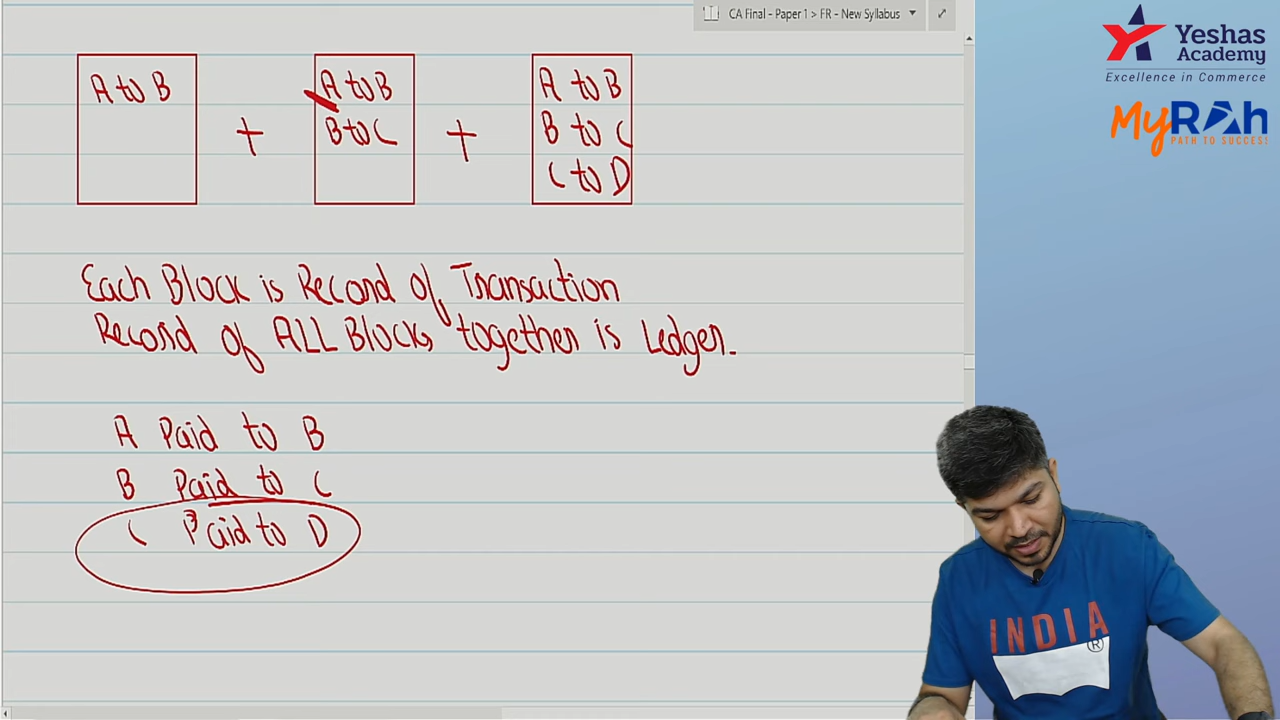 CA Final - Paper 1 > FR - New Syllabus
Yeshas
Academy
Excellence in Commerce
MyRAh
PATH TO SUCCESS
A to B
+
A to B
B to C
+
A to B
B to C
C to D
Each Block is Record of Transaction
Record of ALL Blocks together is Ledger.
A Paid to B
B Paid to C
C Paid to D
INDIA
®